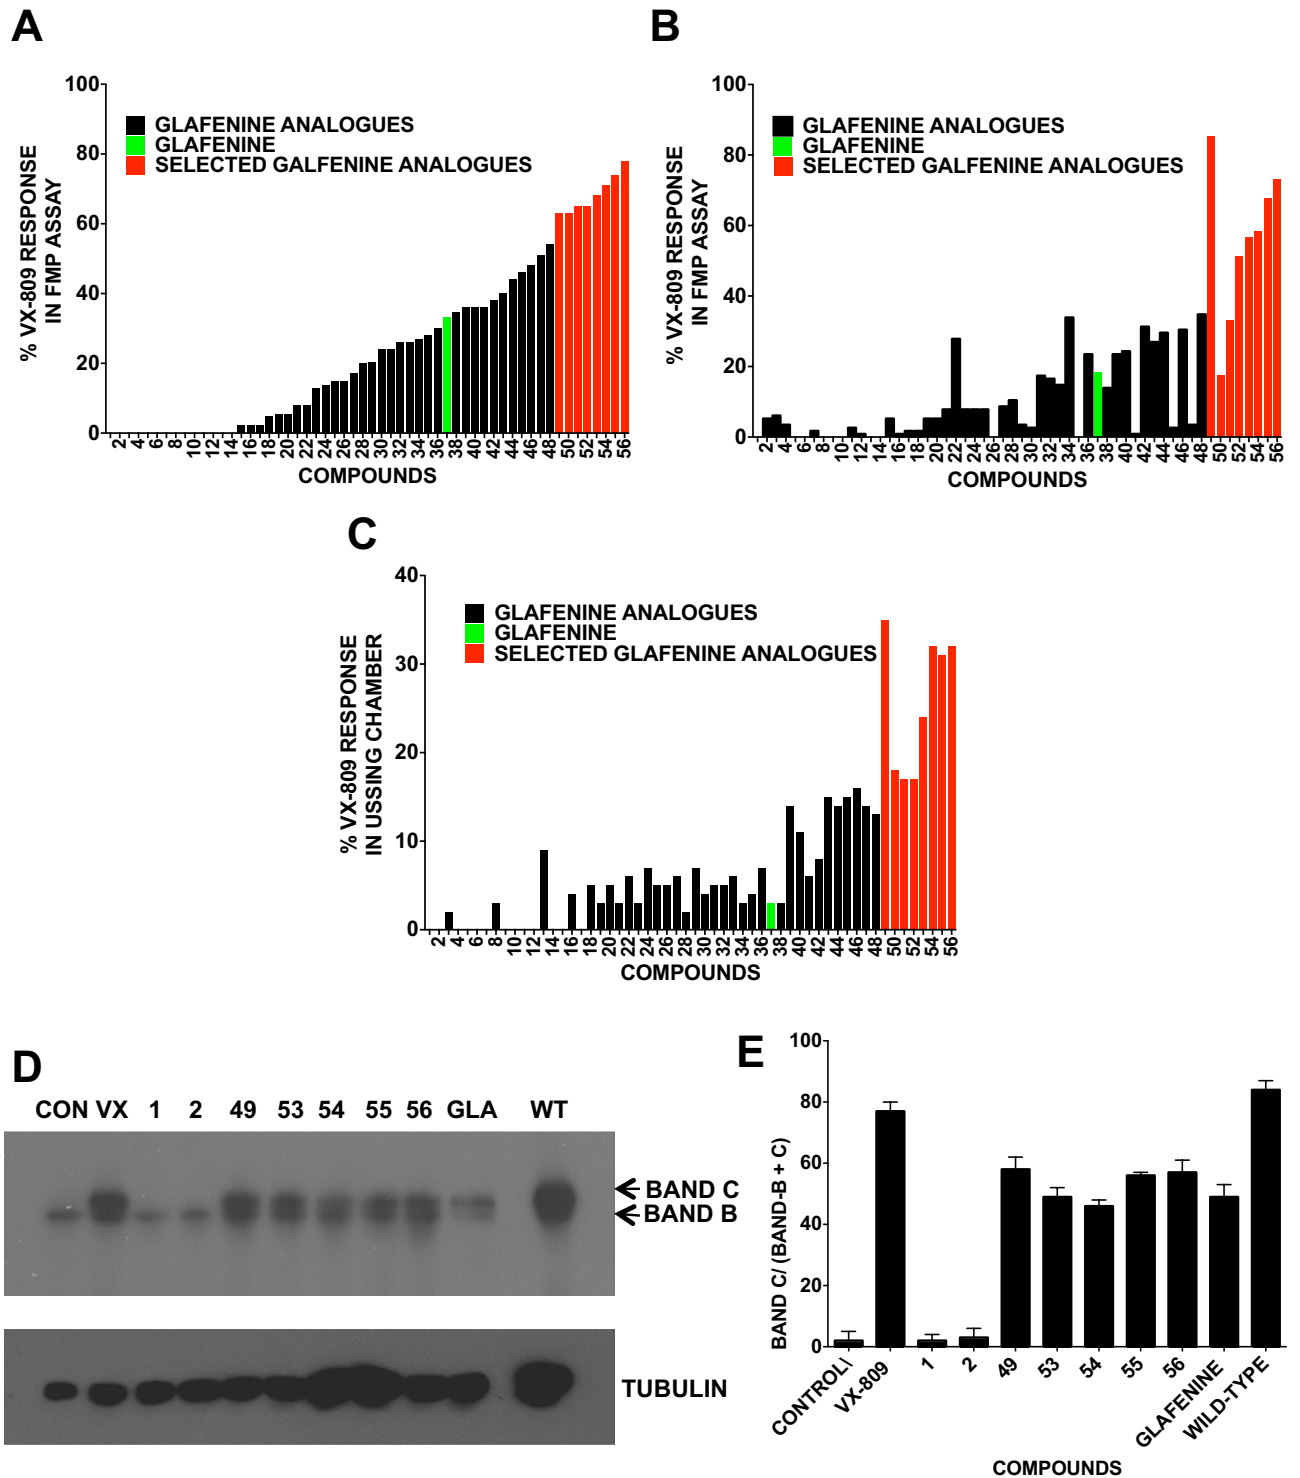 A
100
80
60
40
20
0
% VX-809 RESPONSE
IN FMP ASSAY
GLAFENINE ANALOGUES
GLAFENINE
SELECTED GALFENINE ANALOGUES
2 4 6 8 10 12 14 16 18 20 22 24 26 28 30 32 34 36 38 40 42 44 46 48 50 52 54 56
COMPOUNDS
B
100
80
60
40
20
0
% VX-809 RESPONSE
IN FMP ASSAY
GLAFENINE ANALOGUES
GLAFENINE
SELECTED GALFENINE ANALOGUES
2 4 6 8 10 12 14 16 18 20 22 24 26 28 30 32 34 36 38 40 42 44 46 48 50 52 54 56
COMPOUNDS
C
40
30
20
10
0
% VX-809 RESPONSE
IN USSING CHAMBER
GLAFENINE ANALOGUES
GLAFENINE
SELECTED GLAFENINE ANALOGUES
2 4 6 8 10 12 14 16 18 20 22 24 26 28 30 32 34 36 38 40 42 44 46 48 50 52 54 56
COMPOUNDS
D
CON VX 1 2 49 53 54 55 56 GLA WT
BAND C
BAND B
TUBULIN
E
100
80
60
40
20
0
BAND C/ (BAND-B + C)
CONTROL\ VX-809 1 2 49 53 54 55 56 GLAFENINE WILD-TYPE
COMPOUNDS